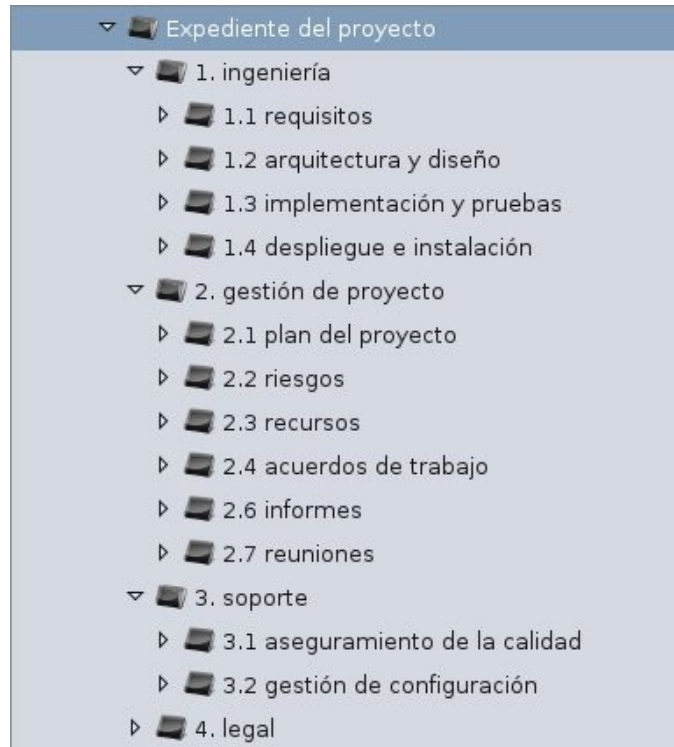 Expediente del proyecto
1. ingeniería
1.1 requisitos
1.2 arquitectura y diseño
1.3 implementación y pruebas
1.4 despliegue e instalación
2. gestión de proyecto
2.1 plan del proyecto
2.2 riesgos
2.3 recursos
2.4 acuerdos de trabajo
2.6 informes
2.7 reuniones
3. soporte
3.1 aseguramiento de la calidad
3.2 gestión de configuración
4. legal